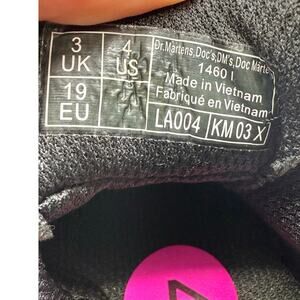 3 UK
4 US
19 EU
Dr.Martens, Doc's, DM's, Doc Marte
1460 I
Made in Vietnam
Fabriqué en Vietnam
LA004
KM 03 X